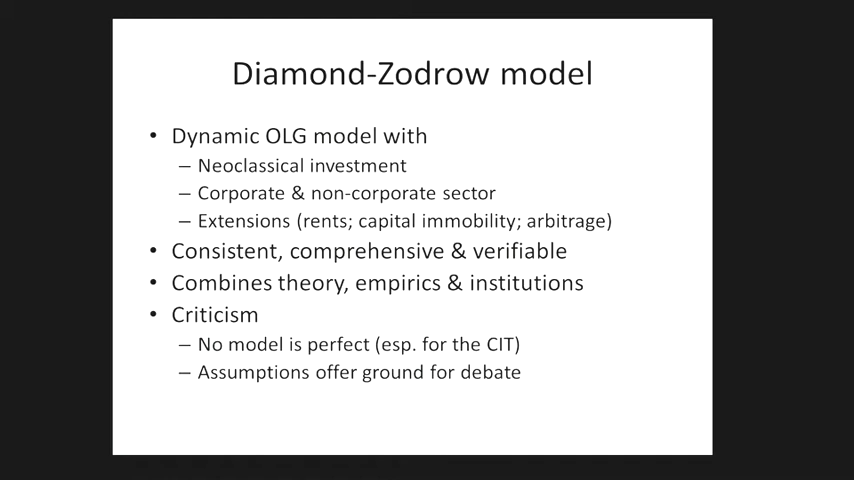 Diamond-Zodrow model
• Dynamic OLG model with
– Neoclassical investment
– Corporate & non-corporate sector
– Extensions (rents; capital immobility; arbitrage)
• Consistent, comprehensive & verifiable
• Combines theory, empirics & institutions
• Criticism
– No model is perfect (esp. for the CIT)
– Assumptions offer ground for debate